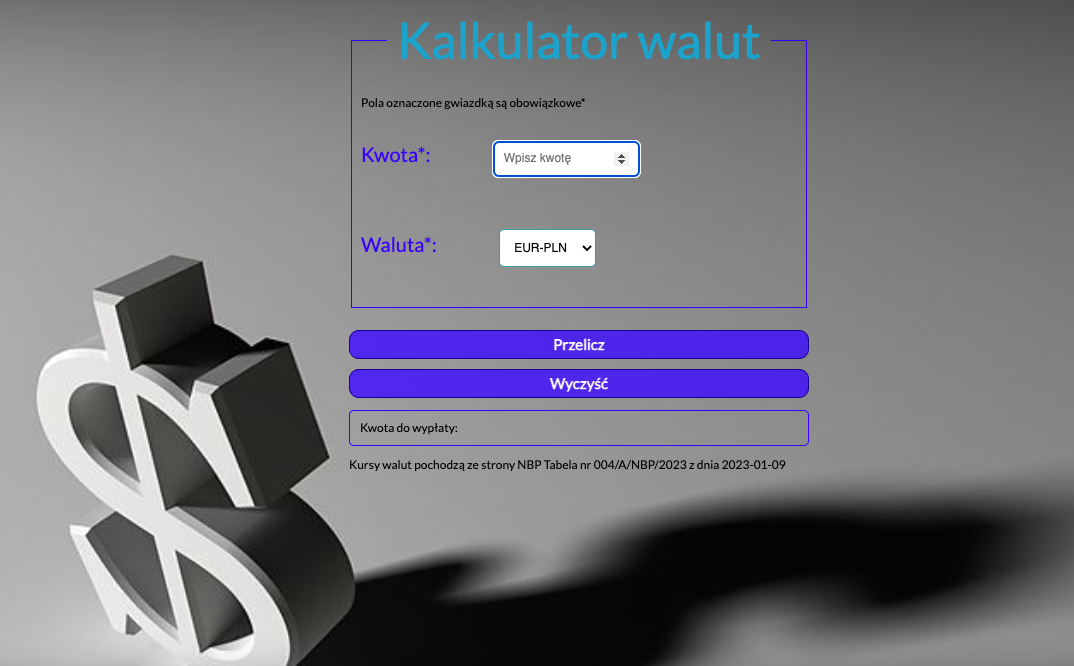 Kalkulator walut
Pola oznaczone gwiazdką są obowiązkowe*
Kwota*:
Wpisz kwotę
Waluta*:
EUR-PLN
Przelicz
Wyczyść
Kwota do wypłaty:
Kursy walut pochodzą ze strony NBP Tabela nr 004/A/NBP/2023 z dnia 2023-01-09